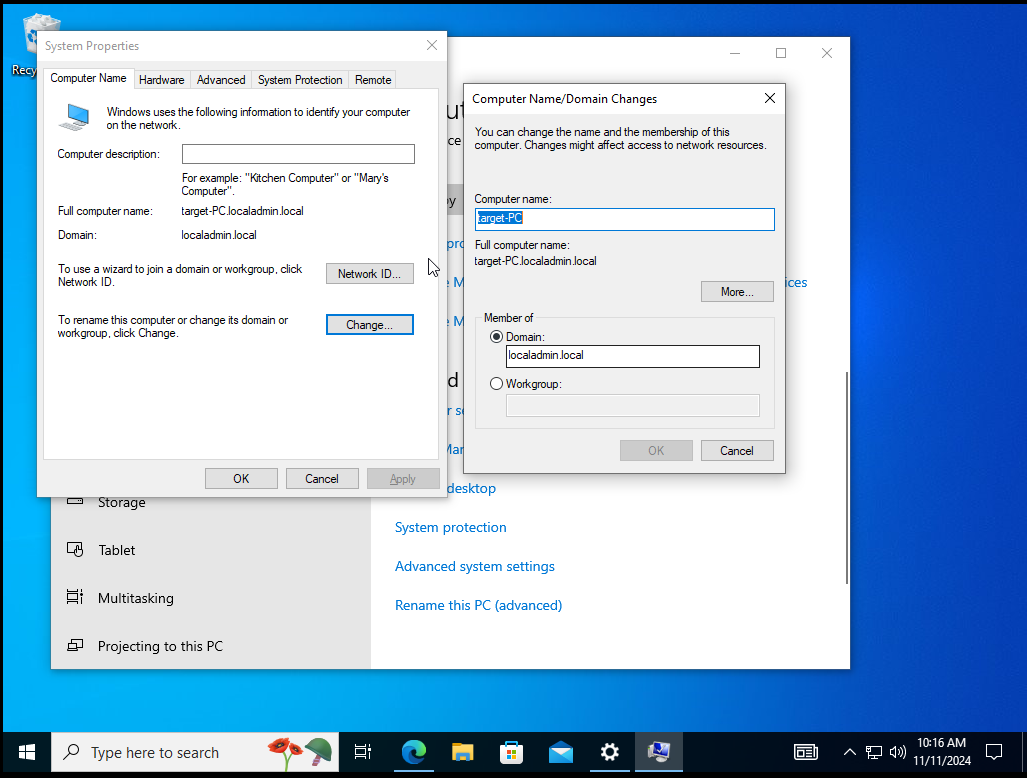 Recy
System Properties
Computer Name
Hardware
Advanced
System Protection
Remote
Windows uses the following information to identify your computer
on the network.
Computer description:
For example: "Kitchen Computer" or "Mary's
Computer".
Full computer name:
target-PC.localadmin.local
Domain:
localadmin.local
To use a wizard to join a domain or workgroup, click
Network ID.
Network ID...
To rename this computer or change its domain or
workgroup, click Change.
Change...
OK
Cancel
Apply
Computer Name/Domain Changes
You can change the name and the membership of this
computer. Changes might affect access to network resources.
Computer name:
target-PC
Full computer name:
target-PC.localadmin.local
More...
Member of
Domain:
localadmin.local
Workgroup:
OK
Cancel
desktop
System protection
Advanced system settings
Rename this PC (advanced)
Storage
Tablet
Multitasking
Projecting to this PC
Type here to search
10:16 AM
11/11/2024